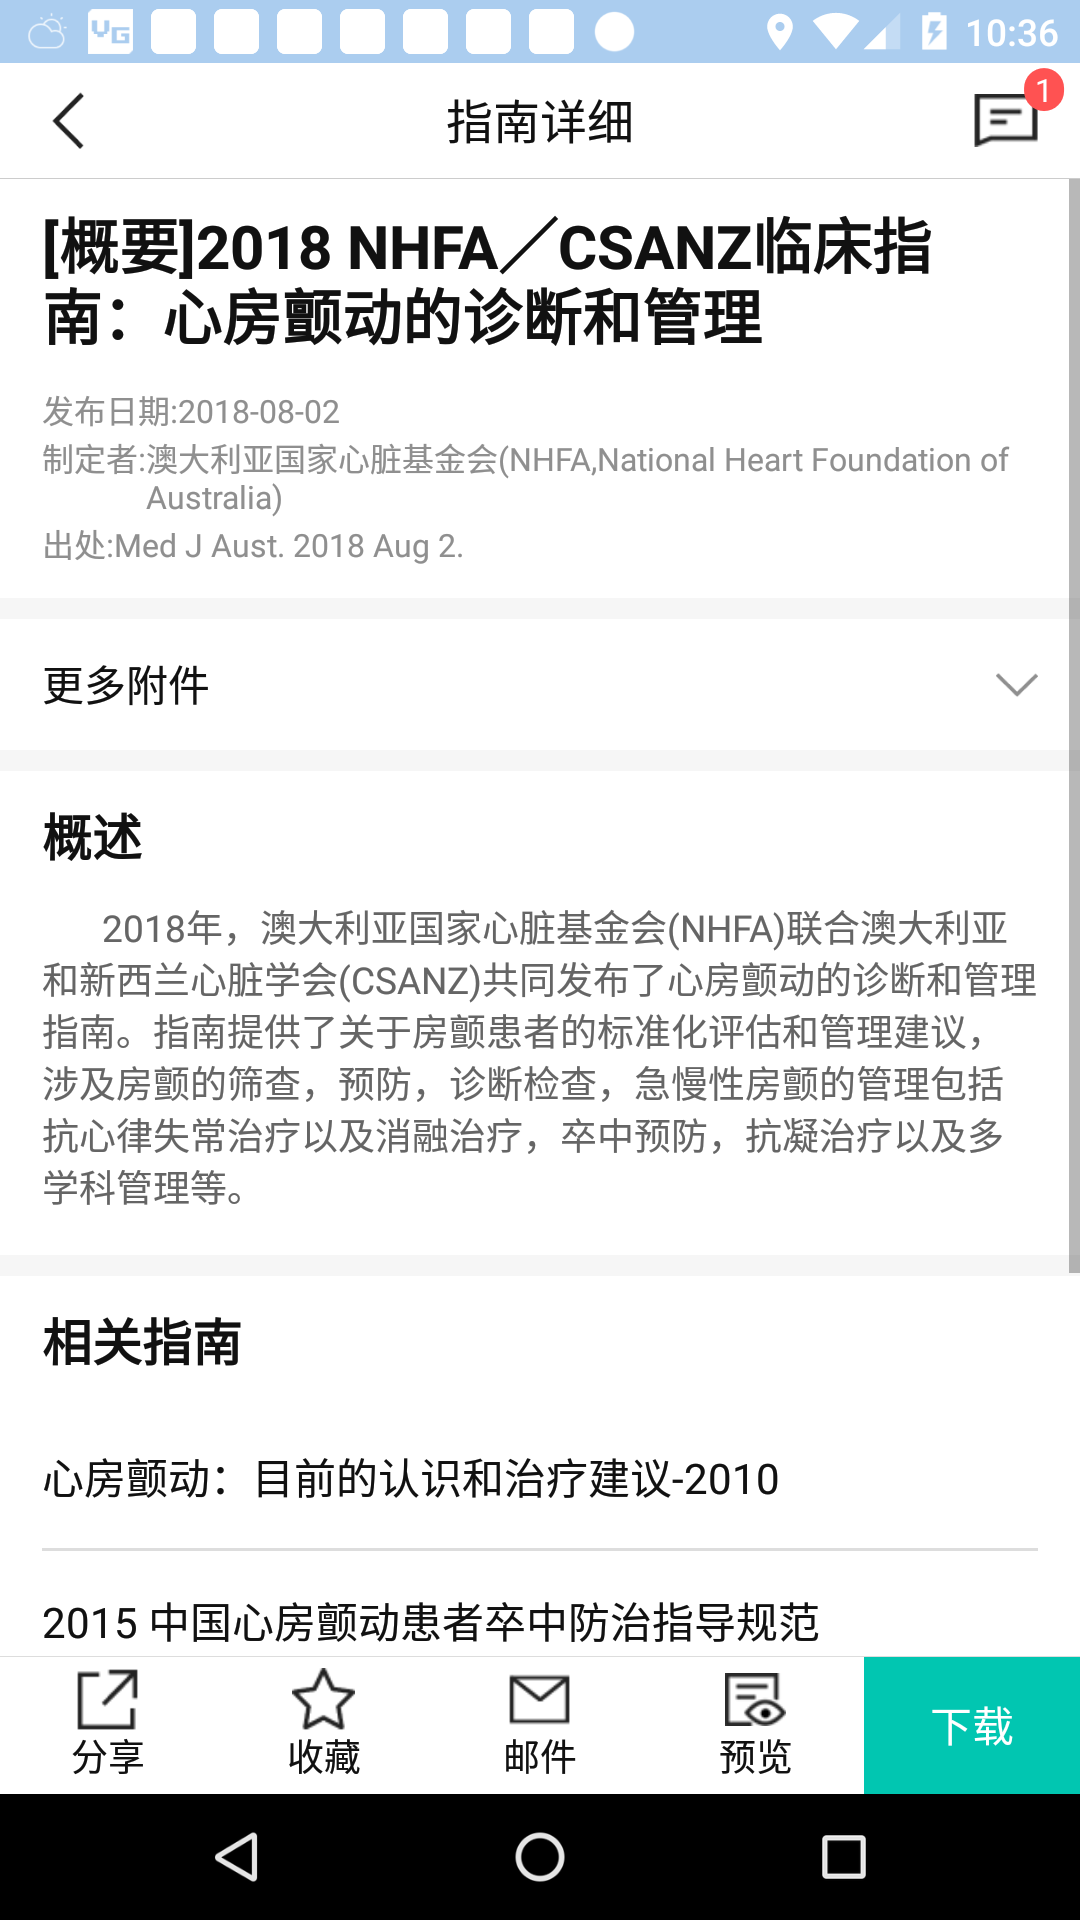 VG 10:36
指南详细 1
[概要]2018 NHFA／CSANZ临床指
南：心房颤动的诊断和管理
发布日期:2018-08-02
制定者:澳大利亚国家心脏基金会(NHFA,National Heart Foundation of
Australia)
出处:Med J Aust. 2018 Aug 2.
更多附件
概述
2018年，澳大利亚国家心脏基金会(NHFA)联合澳大利亚
和新西兰心脏学会(CSANZ)共同发布了心房颤动的诊断和管理
指南。指南提供了关于房颤患者的标准化评估和管理建议，
涉及房颤的筛查，预防，诊断检查，急慢性房颤的管理包括
抗心律失常治疗以及消融治疗，卒中预防，抗凝治疗以及多
学科管理等。
相关指南
心房颤动：目前的认识和治疗建议-2010
2015 中国心房颤动患者卒中防治指导规范
分享 收藏 邮件 预览 下载